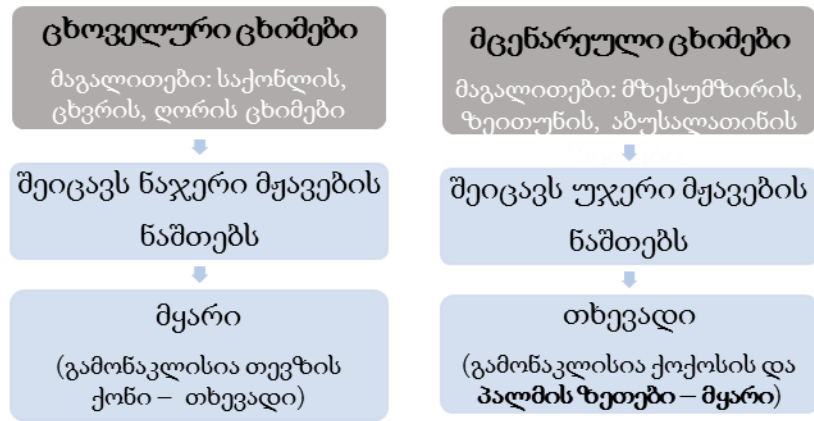 ცხოველური ცხიმები
მაგალითები: საქონლის,
ცხვრის, ღორის ცხიმები
შეიცავს ნაჯერი მჟავების
ნაშთებს
მყარი
(გამონაკლისია თევზის
ქონი – თხევადი)
მცენარეული ცხიმები
მაგალითები: მზესუმზირის,
ზეითუნის, აბუსალათინის
შეიცავს უჯერი მჟავების
ნაშთებს
თხევადი
(გამონაკლისია ქოქოსის და
პალმის ზეთები – მყარი)